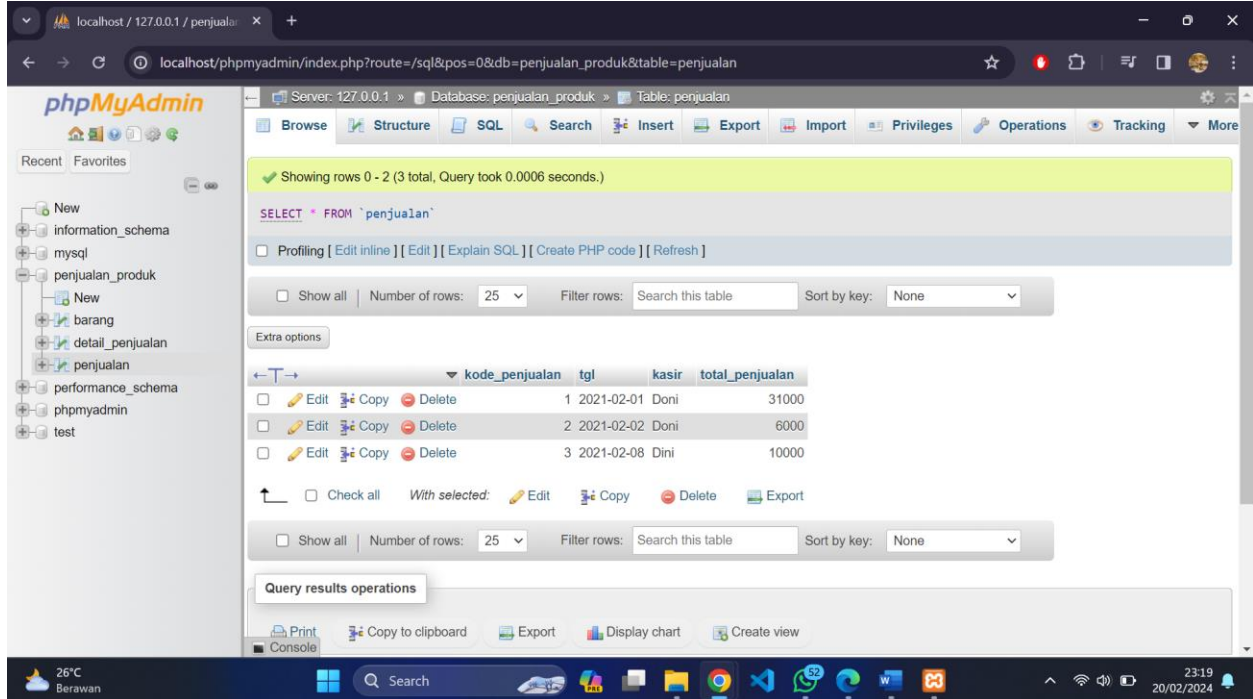 localhost / 127.0.0.1 / penjualan
localhost/phpmyadmin/index.php?route=/sql&pos=0&db=penjualan_produk&table=penjualan
phpMyAdmin
Recent Favorites
New
information_schema
mysql
penjualan_produk
New
barang
detail_penjualan
penjualan
performance_schema
phpmyadmin
test
Server: 127.0.0.1 » Database: penjualan_produk » Table: penjualan
Browse Structure SQL Search Insert Export Import Privileges Operations Tracking More
Showing rows 0 - 2 (3 total, Query took 0.0006 seconds.)
SELECT * FROM `penjualan`
Profiling [ Edit inline ] [ Edit ] [ Explain SQL ] [ Create PHP code ] [ Refresh ]
Show all | Number of rows: 25 Filter rows: Search this table Sort by key: None
Extra options
←T→ kode_penjualan tgl kasir total_penjualan
Edit Copy Delete 1 2021-02-01 Doni 31000
Edit Copy Delete 2 2021-02-02 Doni 6000
Edit Copy Delete 3 2021-02-08 Dini 10000
Check all With selected: Edit Copy Delete Export
Show all | Number of rows: 25 Filter rows: Search this table Sort by key: None
Query results operations
Print Copy to clipboard Export Display chart Create view
Console
26°C
Berawan
Search
PRE
52
23:19
20/02/2024